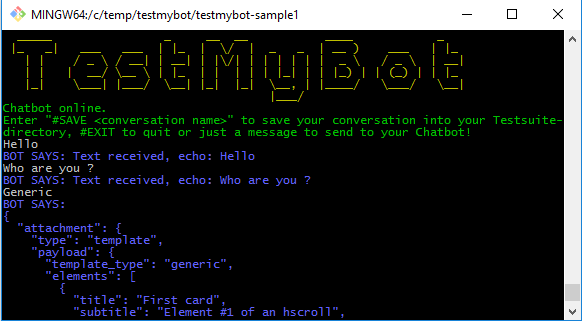 MINGW64:/c/temp/testmybot/testmybot-sample1
TestMyBot
Chatbot online.
Enter "#SAVE <conversation name>" to save your conversation into your Testsuite-
directory, #EXIT to quit or just a message to send to your Chatbot!
Hello
BOT SAYS: Text received, echo: Hello
Who are you ?
BOT SAYS: Text received, echo: Who are you ?
Generic
BOT SAYS:
{
  "attachment": {
    "type": "template",
    "payload": {
      "template_type": "generic",
      "elements": [
        {
          "title": "First card",
          "subtitle": "Element #1 of an hscroll",